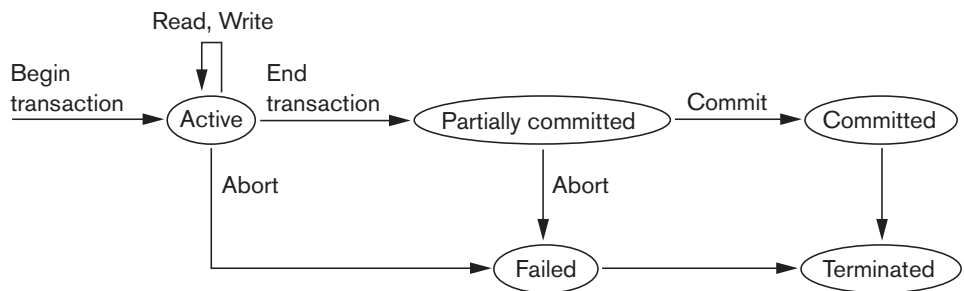 Read, Write
Begin
transaction
End
transaction
Active
Partially committed
Commit
Committed
Abort
Abort
Failed
Terminated